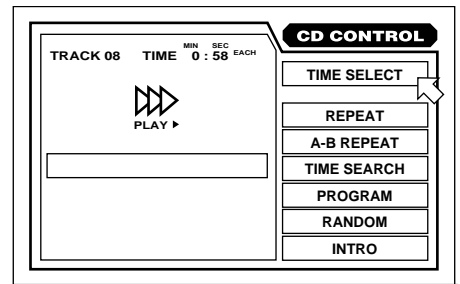 CD CONTROL
MIN SEC
TRACK 08 TIME 0 : 58 EACH
PLAY
TIME SELECT
REPEAT
A-B REPEAT
TIME SEARCH
PROGRAM
RANDOM
INTRO